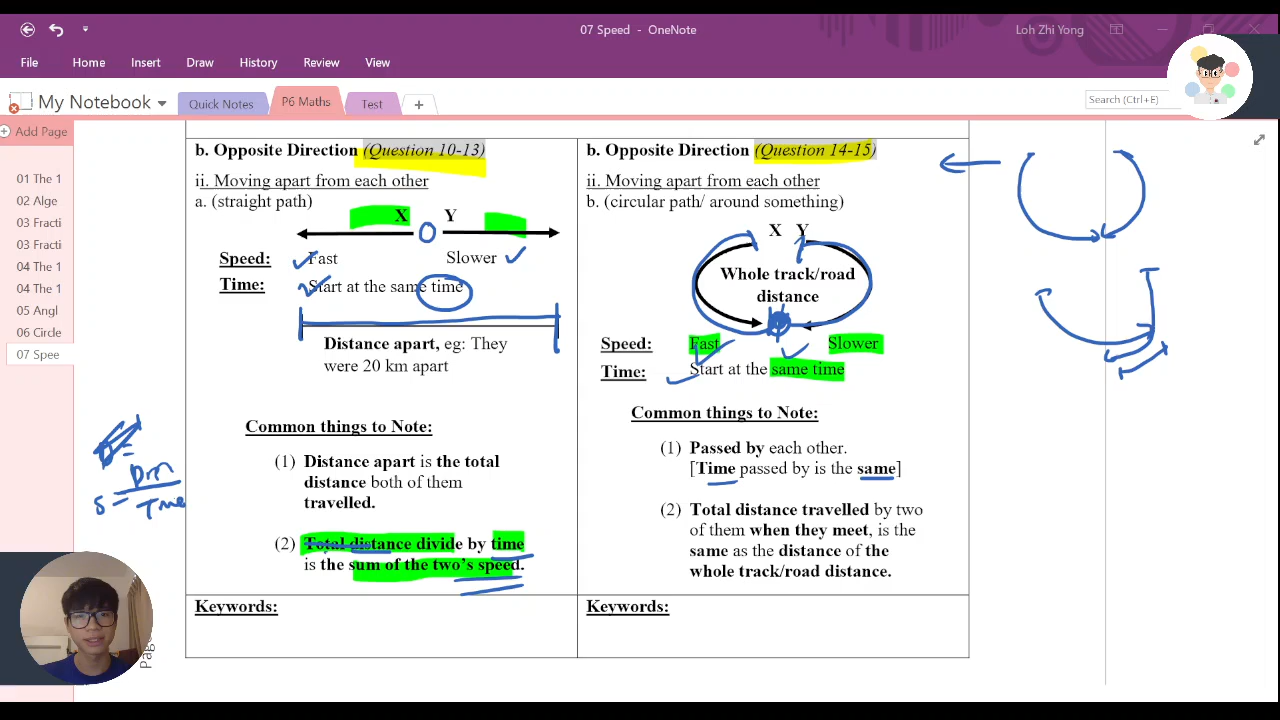 07 Speed - OneNote
Loh Zhi Yong
File Home Insert Draw History Review View
My Notebook
Quick Notes
P6 Maths
Test
+
Search (Ctrl+E)
Add Page
01 The 1
02 Alge
03 Fracti
03 Fracti
04 The 1
04 The 1
05 Angl
06 Circle
07 Spee
b. Opposite Direction (Question 10-13)
ii. Moving apart from each other
a. (straight path)
X Y
Speed: Fast Slower
Time: Start at the same time
Distance apart, eg: They
were 20 km apart
Common things to Note:
(1) Distance apart is the total
distance both of them
travelled.
(2) Total distance divide by time
is the sum of the two's speed.
Keywords:
b. Opposite Direction (Question 14-15)
ii. Moving apart from each other
b. (circular path/ around something)
X Y
Whole track/road
distance
Speed: Fast Slower
Time: Start at the same time
Common things to Note:
(1) Passed by each other.
[Time passed by is the same]
(2) Total distance travelled by two
of them when they meet, is the
same as the distance of the
whole track/road distance.
Keywords:
S =
Time
Pag